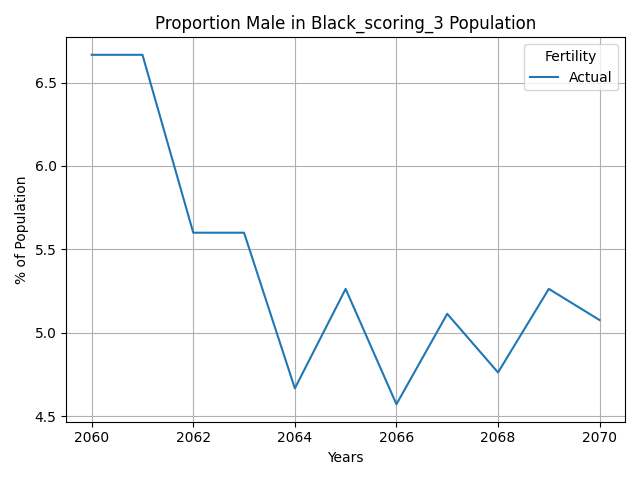 Proportion Male in Black_scoring_3 Population
Fertility
Actual
% of Population
6.5
6.0
5.5
5.0
4.5
2060 2062 2064 2066 2068 2070
Years